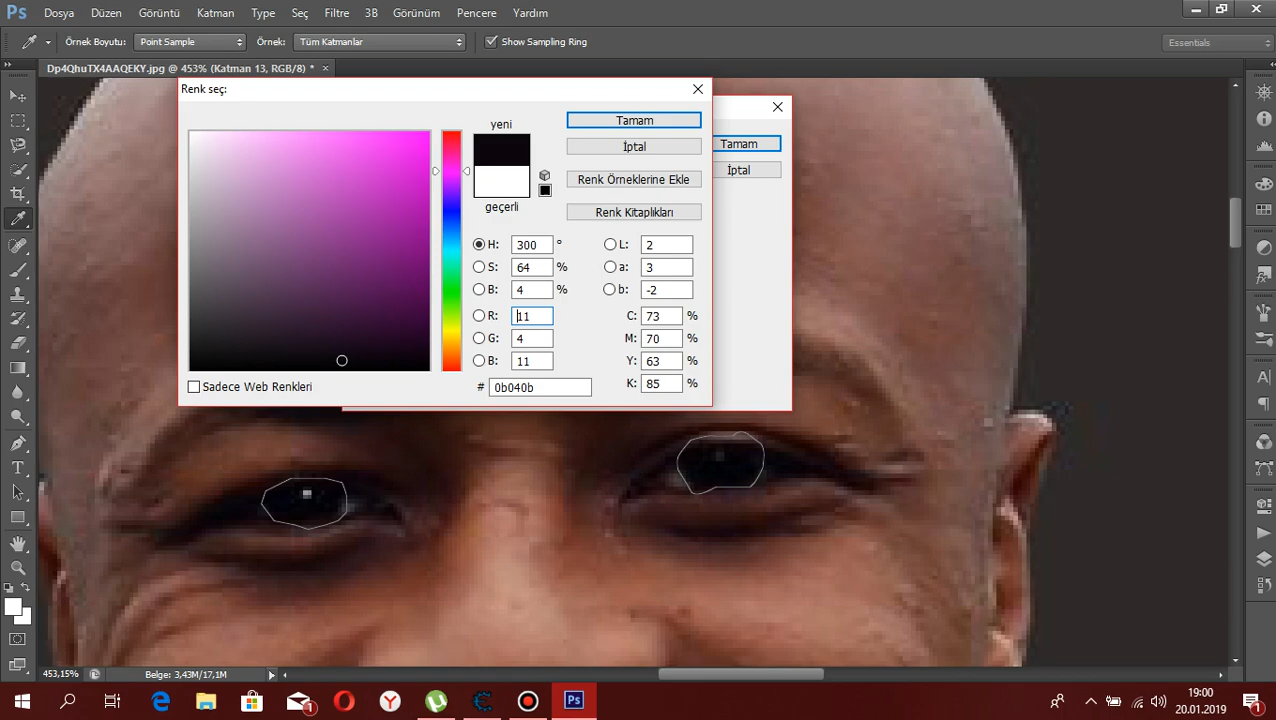 Ps Dosya Düzen Görüntü Katman Type Seç Filtre 3B Görünüm Pencere Yardım
Örnek Boyutu: Point Sample Örnek: Tüm Katmanlar Show Sampling Ring Essentials
Dp4QhuTX4AAQEKY.jpg @ 453% (Katman 13, RGB/8) * ×
Renk seç:
yeni
Tamam
İptal
Renk Örneklerine Ekle
geçerli
Renk Kitaplıkları
Tamam
İptal
H: 300 ° L: 2
S: 64 % a: 3
B: 4 % b: -2
R: 11 C: 73 %
G: 4 M: 70 %
B: 11 Y: 63 %
Sadece Web Renkleri # 0b040b K: 85 %
453,15% Belge: 3,43M/17,1M
19:00
20.01.2019
1
Ps
1